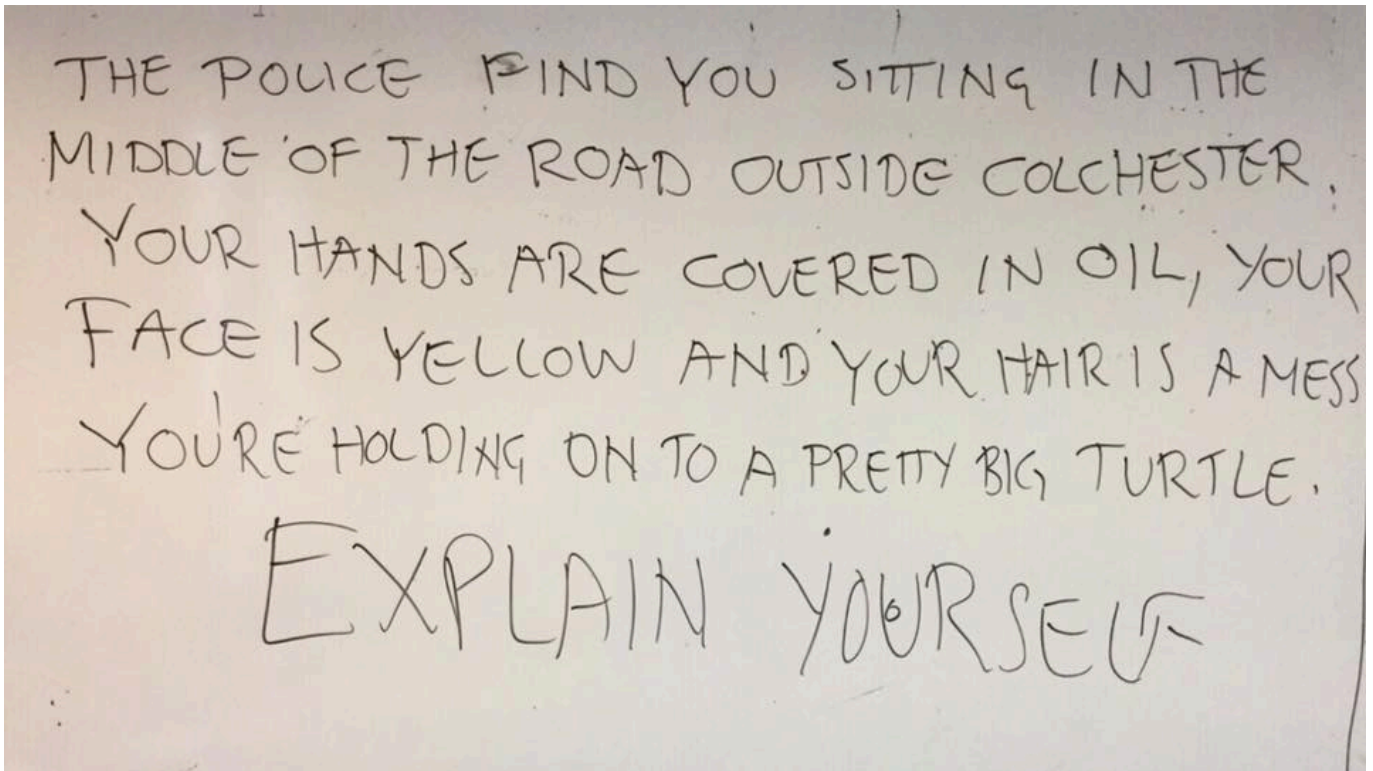 THE POLICE FIND YOU SITTING IN THE
MIDDLE OF THE ROAD OUTSIDE COLCHESTER.
YOUR HANDS ARE COVERED IN OIL, YOUR
FACE IS YELLOW AND YOUR HAIR IS A MESS
YOU'RE HOLDING ON TO A PRETTY BIG TURTLE.
EXPLAIN YOURSELF